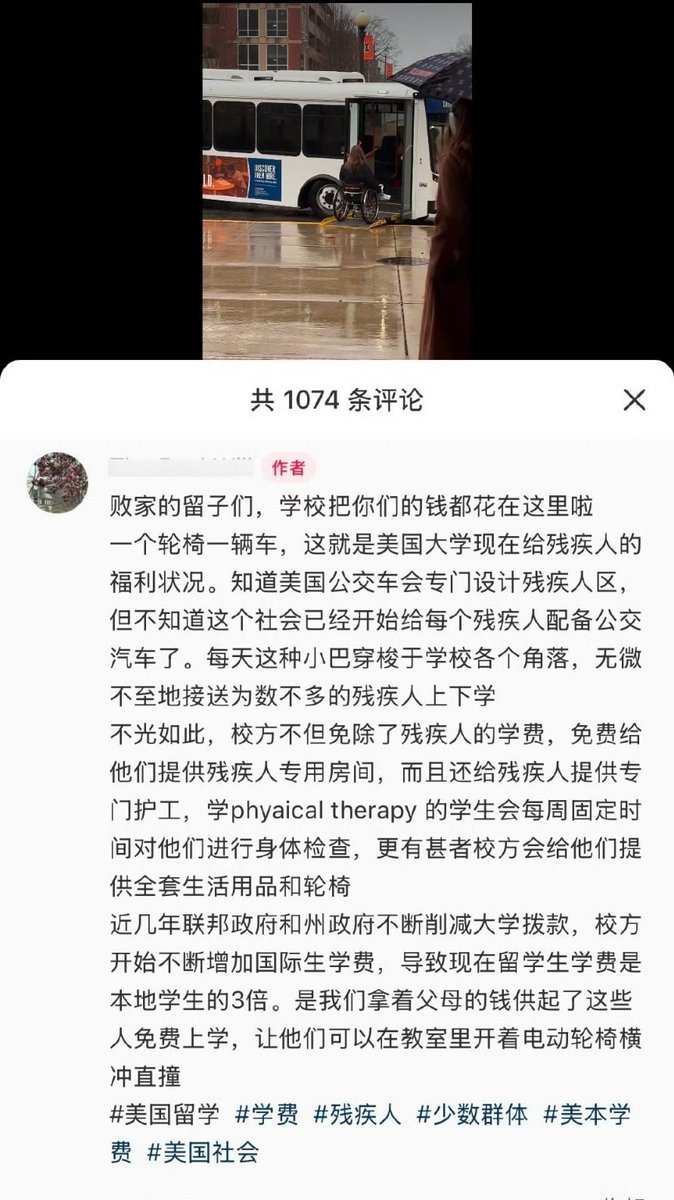 DISCOVER
共 1074 条评论
作者
败家的留子们，学校把你们的钱都花在这里啦
一个轮椅一辆车，这就是美国大学现在给残疾人的
福利状况。知道美国公交车会专门设计残疾人区，
但不知道这个社会已经开始给每个残疾人配备公交
汽车了。每天这种小巴穿梭于学校各个角落，无微
不至地接送为数不多的残疾人上下学
不光如此，校方不但免除了残疾人的学费，免费给
他们提供残疾人专用房间，而且还给残疾人提供专
门护工，学phyaical therapy 的学生会每周固定时
间对他们进行身体检查，更有甚者校方会给他们提
供全套生活用品和轮椅
近几年联邦政府和州政府不断削减大学拨款，校方
开始不断增加国际生学费，导致现在留学生学费是
本地学生的3倍。是我们拿着父母的钱供起了这些
人免费上学，让他们可以在教室里开着电动轮椅横
冲直撞
#美国留学 #学费 #残疾人 #少数群体 #美本学
费 #美国社会